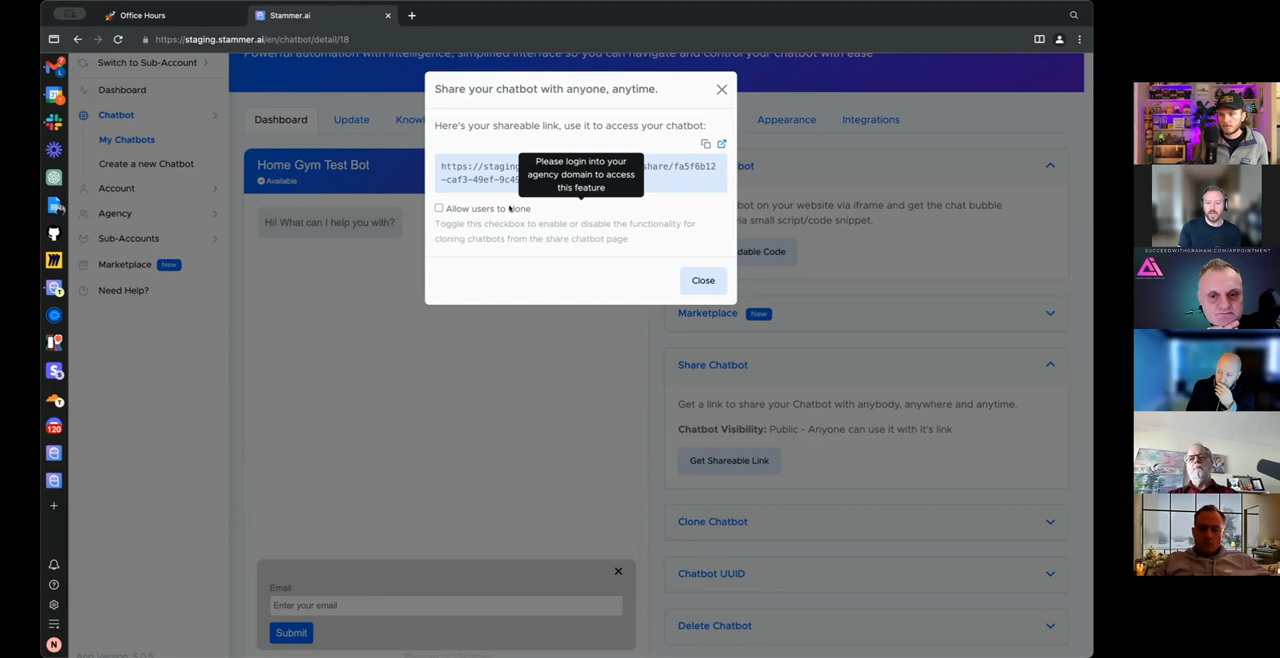 Office Hours
Stammer.ai
https://staging.stammer.ai/en/chatbot/detail/18
Powerful automation with intelligence, simplified interface so you can navigate and control your chatbot with ease
Switch to Sub-Account
Dashboard
Chatbot
My Chatbots
Create a new Chatbot
Account
Agency
Sub-Accounts
Marketplace New
Need Help?
App Version: 5.0.5
Dashboard
Update
Appearance
Integrations
Home Gym Test Bot
Available
Hi! What can I help you with?
Email
Enter your email
Submit
Share your chatbot with anyone, anytime.
Here's your shareable link, use it to access your chatbot:
https://staging
share/fa5f6b12
-caf3-49ef-9c49
Please login into your
agency domain to access
this feature
Allow users to clone
Toggle this checkbox to enable or disable the functionality for
cloning chatbots from the share chatbot page
Close
bot on your website via iframe and get the chat bubble
via small script/code snippet.
Code
Marketplace New
Share Chatbot
Get a link to share your Chatbot with anybody, anywhere and anytime.
Chatbot Visibility: Public - Anyone can use it with it's link
Get Shareable Link
Clone Chatbot
Chatbot UUID
Delete Chatbot
120
N
SUCCEEDWITHGRAHAM.COM/APPOINTMENT